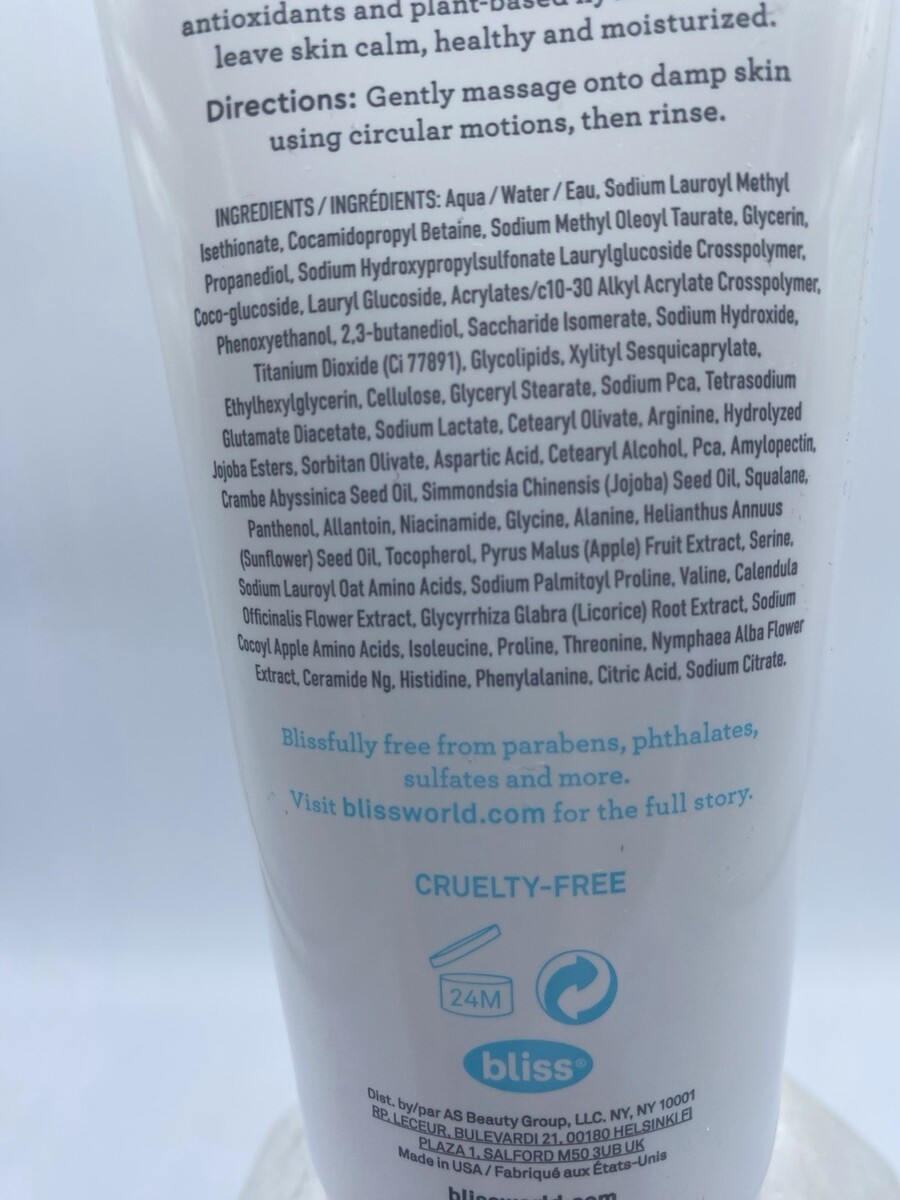 antioxidants and plant-based
leave skin calm, healthy and moisturized.
Directions: Gently massage onto damp skin
using circular motions, then rinse.
INGREDIENTS / INGRÉDIENTS: Aqua / Water / Eau, Sodium Lauroyl Methyl
Isethionate, Cocamidopropyl Betaine, Sodium Methyl Oleoyl Taurate, Glycerin,
Propanediol, Sodium Hydroxypropylsulfonate Laurylglucoside Crosspolymer,
Coco-glucoside, Lauryl Glucoside, Acrylates/c10-30 Alkyl Acrylate Crosspolymer,
Phenoxyethanol, 2,3-butanediol, Saccharide Isomerate, Sodium Hydroxide,
Titanium Dioxide (Ci 77891), Glycolipids, Xylityl Sesquicaprylate,
Ethylhexylglycerin, Cellulose, Glyceryl Stearate, Sodium Pca, Tetrasodium
Glutamate Diacetate, Sodium Lactate, Cetearyl Olivate, Arginine, Hydrolyzed
Jojoba Esters, Sorbitan Olivate, Aspartic Acid, Cetearyl Alcohol, Pca, Amylopectin,
Crambe Abyssinica Seed Oil, Simmondsia Chinensis (Jojoba) Seed Oil, Squalane,
Panthenol, Allantoin, Niacinamide, Glycine, Alanine, Helianthus Annuus
(Sunflower) Seed Oil, Tocopherol, Pyrus Malus (Apple) Fruit Extract, Serine,
Sodium Lauroyl Oat Amino Acids, Sodium Palmitoyl Proline, Valine, Calendula
Officinalis Flower Extract, Glycyrrhiza Glabra (Licorice) Root Extract, Sodium
Cocoyl Apple Amino Acids, Isoleucine, Proline, Threonine, Nymphaea Alba Flower
Extract, Ceramide Ng, Histidine, Phenylalanine, Citric Acid, Sodium Citrate.
Blissfully free from parabens, phthalates,
sulfates and more.
Visit blissworld.com for the full story.
CRUELTY-FREE
24M
bliss®
Dist. by/par AS Beauty Group, LLC. NY, NY 10001
RP. LECEUR, BULEVARDI 21, 00180 HELSINKI FI
PLAZA 1, SALFORD M50 3UB UK
Made in USA / Fabriqué aux États-Unis
blissworld.com